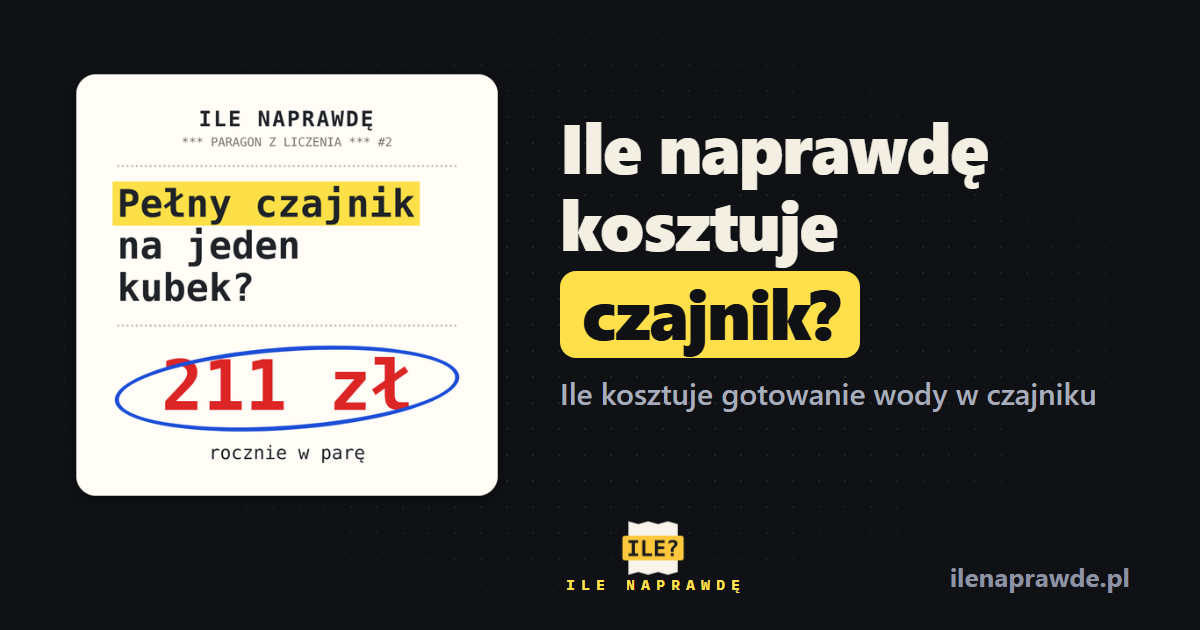 ILE NAPRAWDĘ
*** PARAGON Z LICZENIA *** #2
Pełny czajnik
na jeden
kubek?
211 zł
rocznie w parę
Ile naprawdę
kosztuje
czajnik?
Ile kosztuje gotowanie wody w czajniku
ILE?
ILE NAPRAWDĘ
ilenaprawde.pl